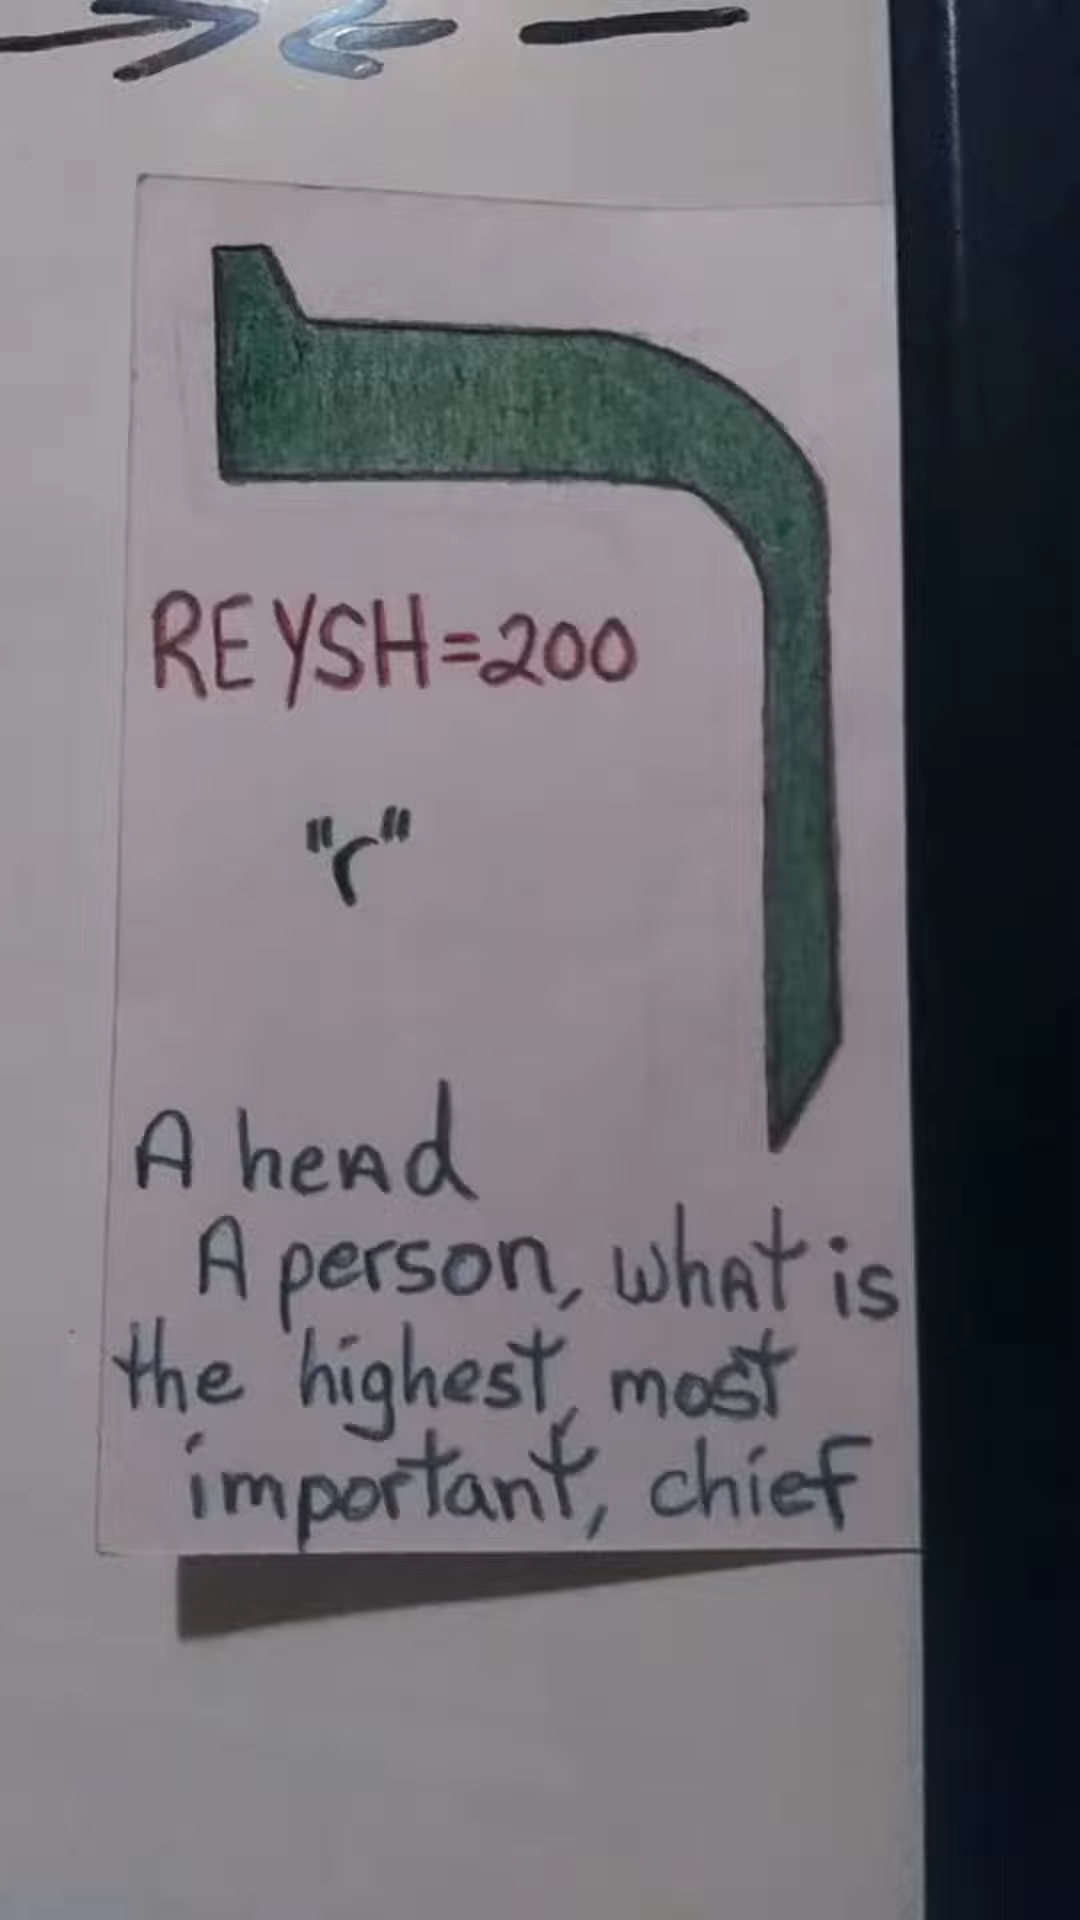 ר
REYSH=200
"r"
A head
A person, what is
the highest, most
important, chief